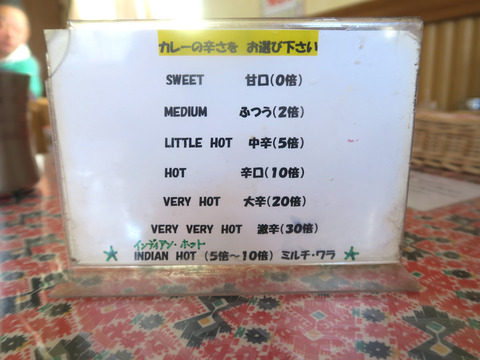 カレーの辛さを お選び下さい
SWEET 甘口(0倍)
MEDIUM ふつう(2倍)
LITTLE HOT 中辛(5倍)
HOT 辛口(10倍)
VERY HOT 大辛(20倍)
VERY VERY HOT 激辛(30倍)
インディアン・ホット
★ INDIAN HOT (5倍～10倍) ミルチ・ワラ ★